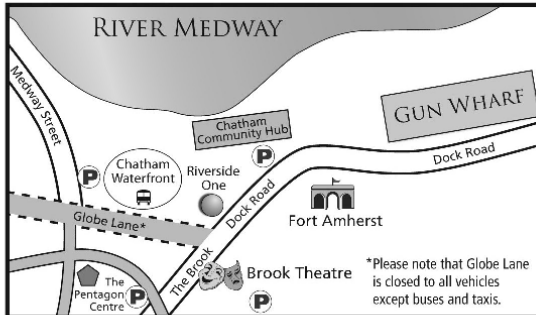 RIVER MEDWAY
Medway Street
GUN WHARF
Chatham
Community Hub
P
Dock Road
P
Chatham
Waterfront
Riverside
One
Dock Road
Fort Amherst
Globe Lane*
The Brook
Brook Theatre
The
Pentagon
Centre
P
P
*Please note that Globe Lane
is closed to all vehicles
except buses and taxis.